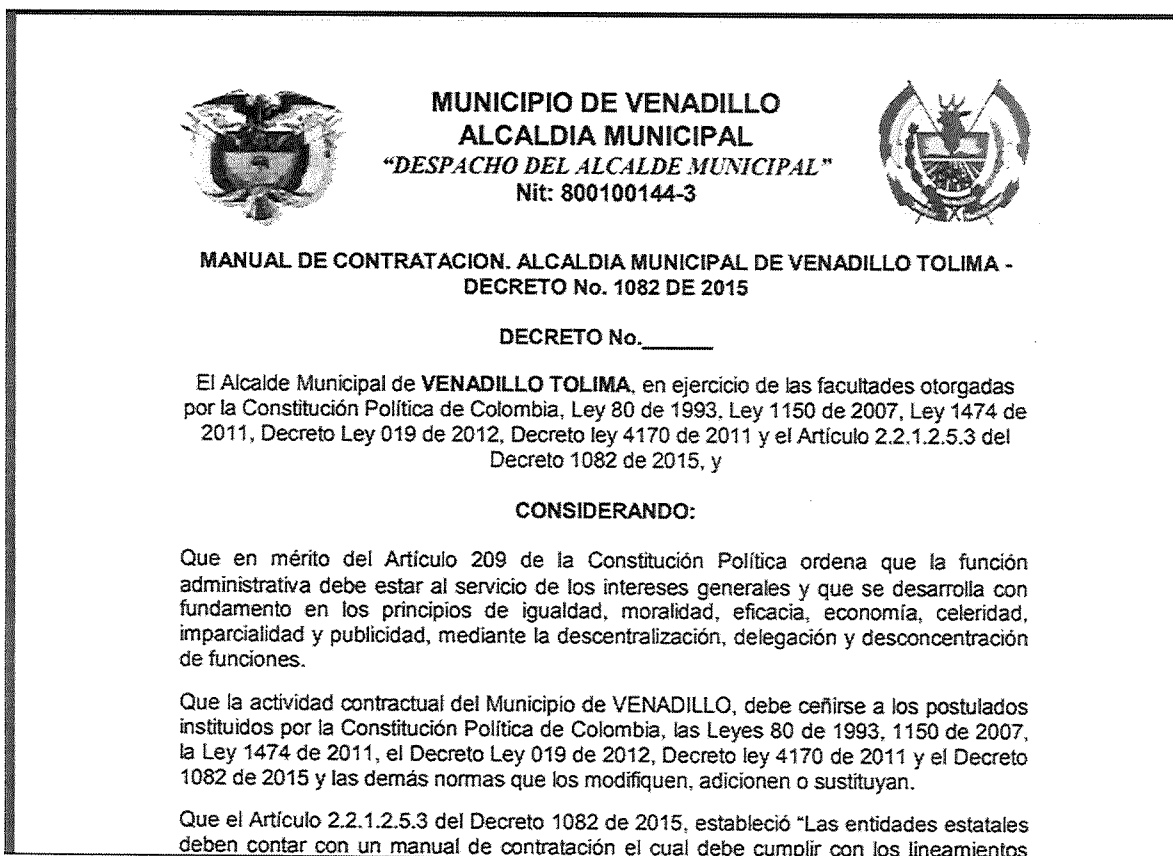 MUNICIPIO DE VENADILLO
ALCALDIA MUNICIPAL
“DESPACHO DEL ALCALDE MUNICIPAL”
Nit: 800100144-3
MANUAL DE CONTRATACION. ALCALDIA MUNICIPAL DE VENADILLO TOLIMA -
DECRETO No. 1082 DE 2015
DECRETO No.______
El Alcalde Municipal de VENADILLO TOLIMA, en ejercicio de las facultades otorgadas
por la Constitución Política de Colombia, Ley 80 de 1993, Ley 1150 de 2007, Ley 1474 de
2011, Decreto Ley 019 de 2012, Decreto ley 4170 de 2011 y el Artículo 2.2.1.2.5.3 del
Decreto 1082 de 2015, y
CONSIDERANDO:
Que en mérito del Artículo 209 de la Constitución Política ordena que la función
administrativa debe estar al servicio de los intereses generales y que se desarrolla con
fundamento en los principios de igualdad, moralidad, eficacia, economía, celeridad,
imparcialidad y publicidad, mediante la descentralización, delegación y desconcentración
de funciones.
Que la actividad contractual del Municipio de VENADILLO, debe ceñirse a los postulados
instituidos por la Constitución Política de Colombia, las Leyes 80 de 1993, 1150 de 2007,
la Ley 1474 de 2011, el Decreto Ley 019 de 2012, Decreto ley 4170 de 2011 y el Decreto
1082 de 2015 y las demás normas que los modifiquen, adicionen o sustituyan.
Que el Artículo 2.2.1.2.5.3 del Decreto 1082 de 2015, estableció “Las entidades estatales
deben contar con un manual de contratación el cual debe cumplir con los lineamientos